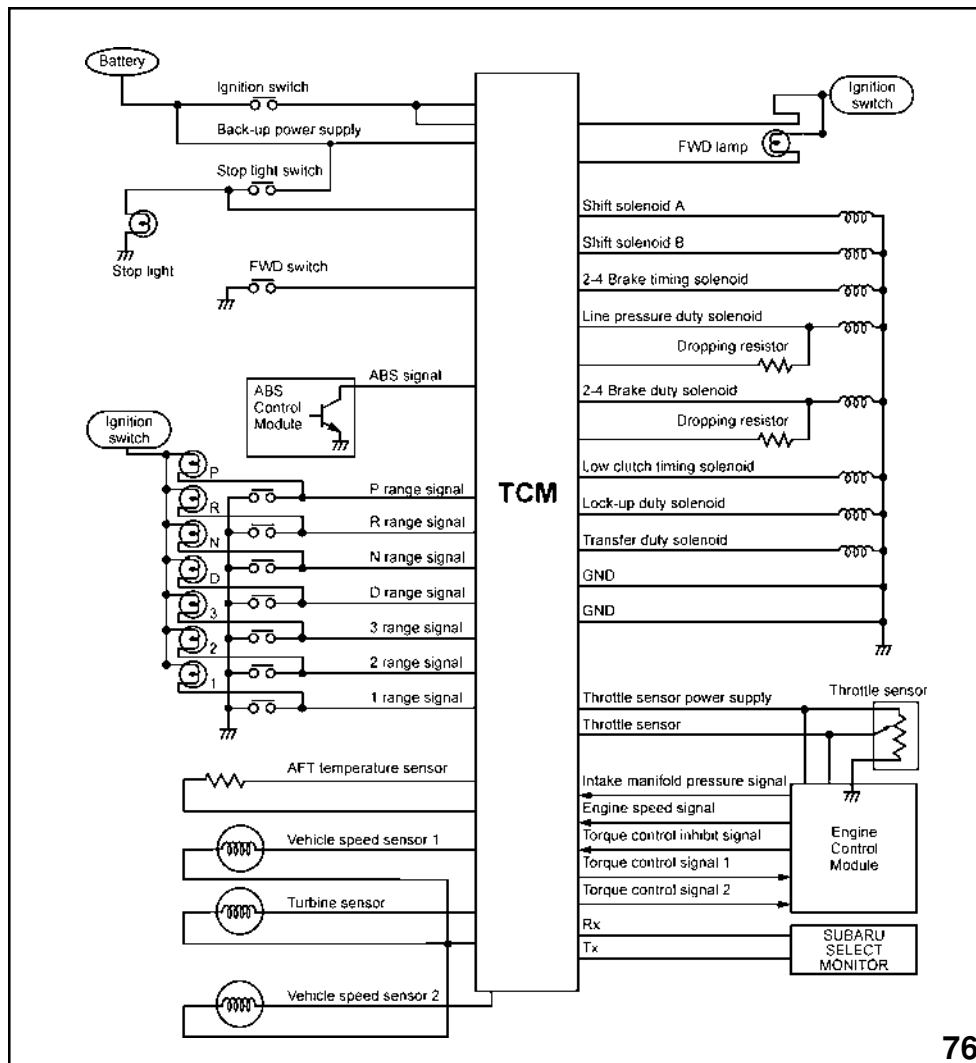 Battery
Ignition switch
Back-up power supply
Stop light switch
Stop light
FWD switch
ABS signal
ABS
Control
Module
Ignition
switch
P
R
N
D
3
2
1
P range signal
R range signal
N range signal
D range signal
3 range signal
2 range signal
1 range signal
AFT temperature sensor
Vehicle speed sensor 1
Turbine sensor
Vehicle speed sensor 2
TCM
Ignition
switch
FWD lamp
Shift solenoid A
Shift solenoid B
2-4 Brake timing solenoid
Line pressure duty solenoid
Dropping resistor
2-4 Brake duty solenoid
Dropping resistor
Low clutch timing solenoid
Lock-up duty solenoid
Transfer duty solenoid
GND
GND
Throttle sensor power supply
Throttle sensor
Throttle sensor
Intake manifold pressure signal
Engine speed signal
Torque control inhibit signal
Torque control signal 1
Torque control signal 2
Engine
Control
Module
Rx
Tx
SUBARU
SELECT
MONITOR
76